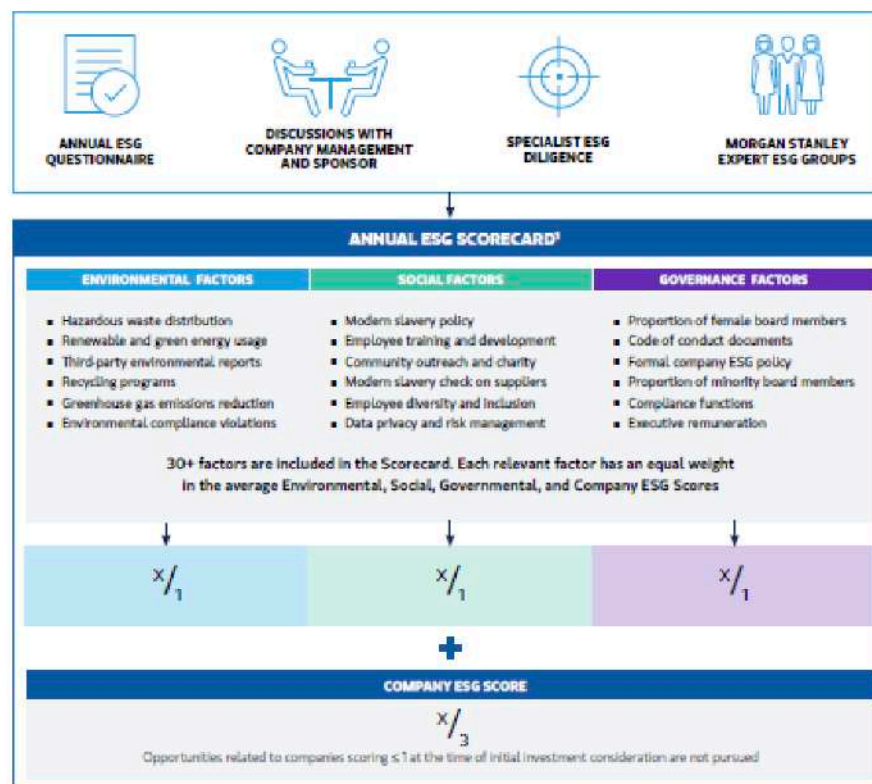 ANNUAL ESG
QUESTIONNAIRE
DISCUSSIONS WITH
COMPANY MANAGEMENT
AND SPONSOR
SPECIALIST ESG
DILIGENCE
MORGAN STANLEY
EXPERT ESG GROUPS
ANNUAL ESG SCORECARD¹
ENVIRONMENTAL FACTORS
▪ Hazardous waste distribution
▪ Renewable and green energy usage
▪ Third-party environmental reports
▪ Recycling programs
▪ Greenhouse gas emissions reduction
▪ Environmental compliance violations
SOCIAL FACTORS
▪ Modern slavery policy
▪ Employee training and development
▪ Community outreach and charity
▪ Modern slavery check on suppliers
▪ Employee diversity and inclusion
▪ Data privacy and risk management
GOVERNANCE FACTORS
▪ Proportion of female board members
▪ Code of conduct documents
▪ Formal company ESG policy
▪ Proportion of minority board members
▪ Compliance functions
▪ Executive remuneration
30+ factors are included in the Scorecard. Each relevant factor has an equal weight
in the average Environmental, Social, Governmental, and Company ESG Scores
X/1
X/1
X/1
+
COMPANY ESG SCORE
X/3
Opportunities related to companies scoring ≤ 1 at the time of initial investment consideration are not pursued